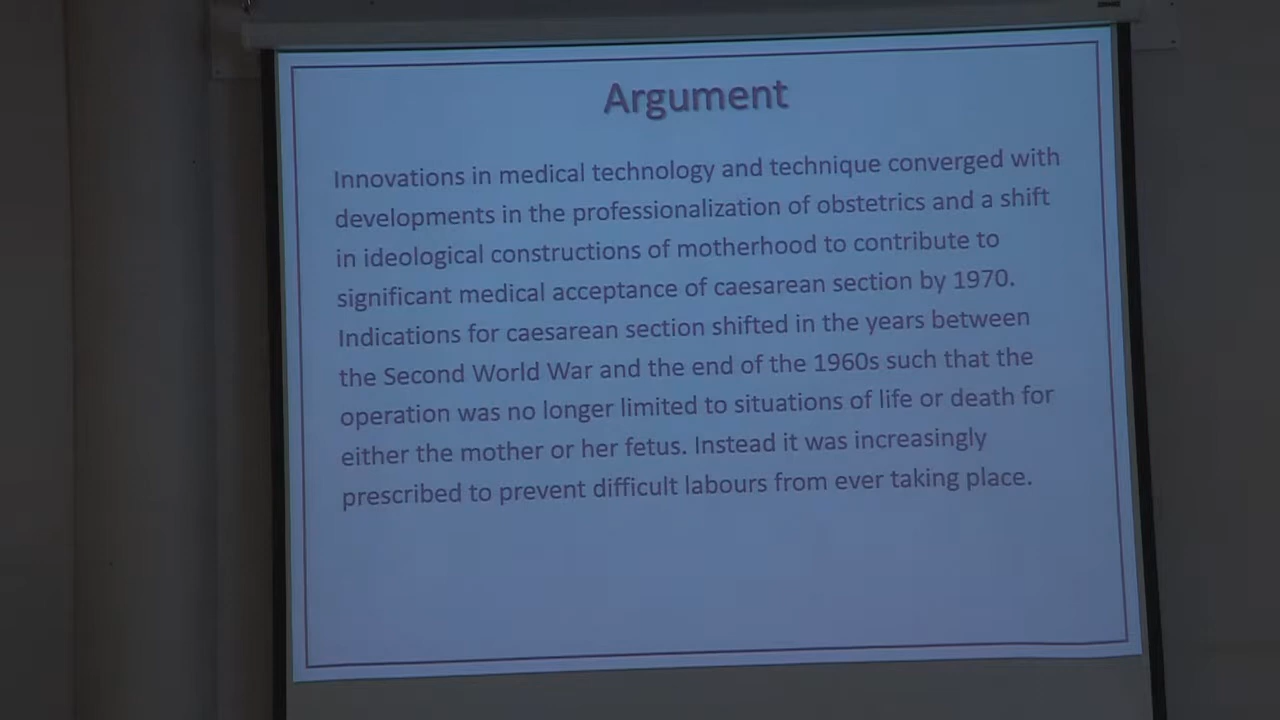 Argument
Innovations in medical technology and technique converged with
developments in the professionalization of obstetrics and a shift
in ideological constructions of motherhood to contribute to
significant medical acceptance of caesarean section by 1970.
Indications for caesarean section shifted in the years between
the Second World War and the end of the 1960s such that the
operation was no longer limited to situations of life or death for
either the mother or her fetus. Instead it was increasingly
prescribed to prevent difficult labours from ever taking place.